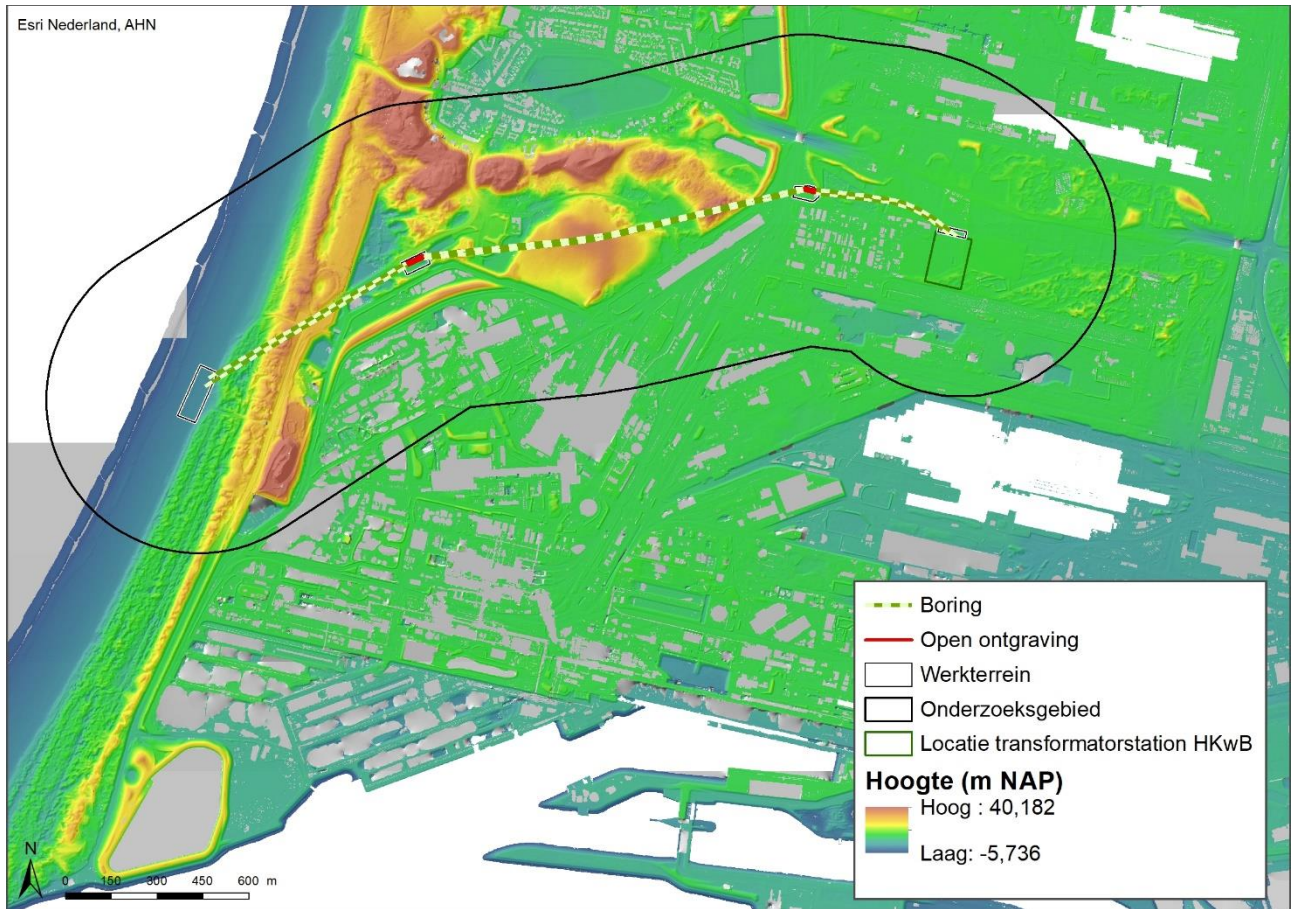 Esri Nederland, AHN
Boring
Open ontgraving
Werkterrein
Onderzoeksgebied
Locatie transformatorstation HKwB
Hoogte (m NAP)
Hoog : 40,182
Laag: -5,736
N
0 150 300 450 600 m